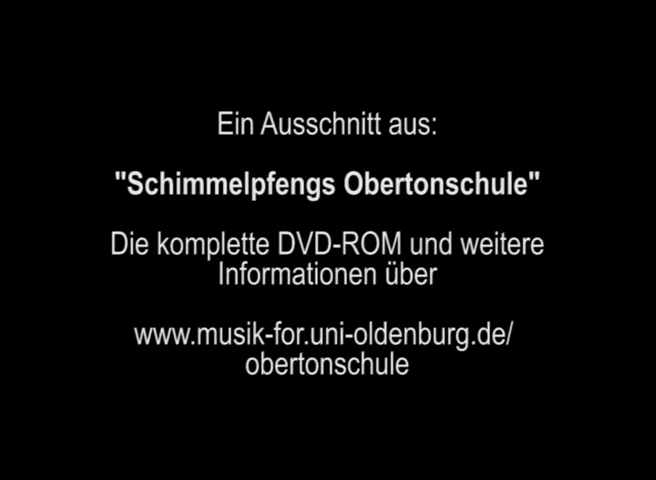 Ein Ausschnitt aus:
"Schimmelpfengs Obertonschule"
Die komplette DVD-ROM und weitere
Informationen über
www.musik-for.uni-oldenburg.de/
obertonschule